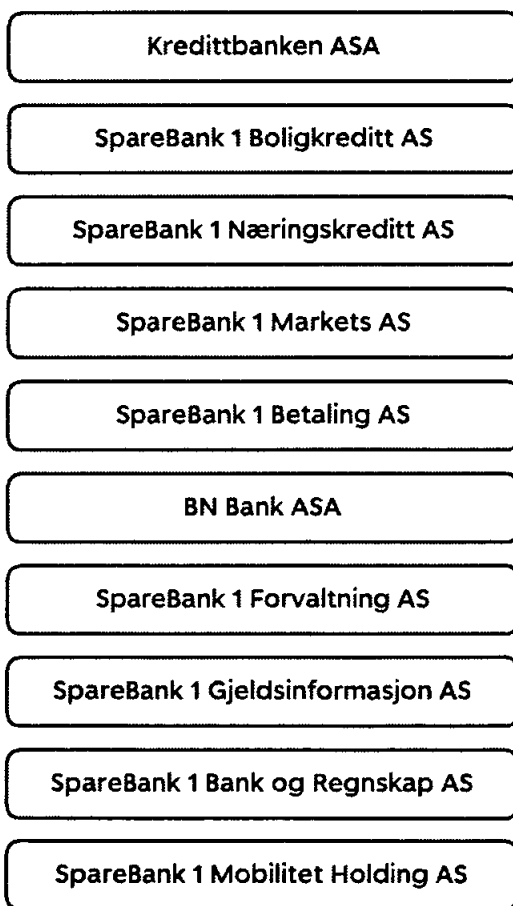 Kredittbanken ASA
SpareBank 1 Boligkreditt AS
SpareBank 1 Næringskreditt AS
SpareBank 1 Markets AS
SpareBank 1 Betaling AS
BN Bank ASA
SpareBank 1 Forvaltning AS
SpareBank 1 Gjeldsinformasjon AS
SpareBank 1 Bank og Regnskap AS
SpareBank 1 Mobilitet Holding AS